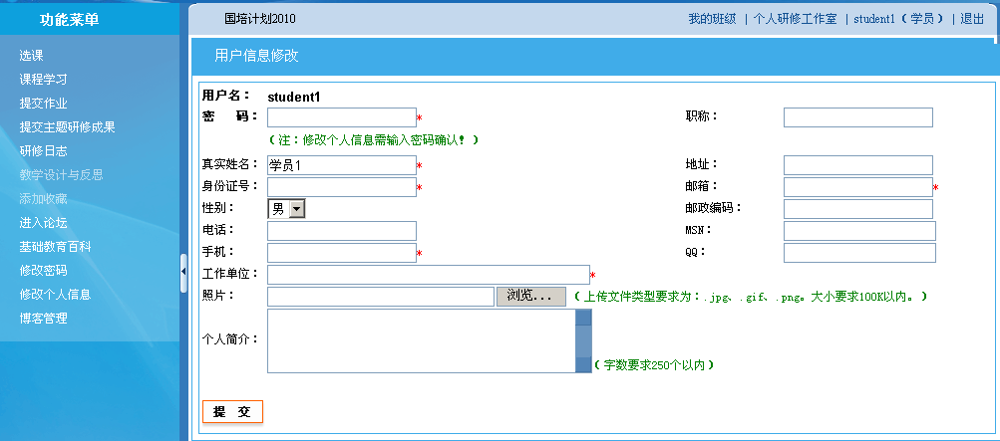 功能菜单
国培计划2010
我的班级 | 个人研修工作室 | student1 (学员) | 退出
选课
课程学习
提交作业
提交主题研修成果
研修日志
教学设计与反思
添加收藏
进入论坛
基础教育百科
修改密码
修改个人信息
博客管理
用户信息修改
用户名： student1
密 码： * 职称：
(注：修改个人信息需输入密码确认！)
真实姓名： 学员1 * 地址：
身份证号： * 邮箱： *
性别： 男 邮政编码：
电话： MSN：
手机： * QQ：
工作单位： *
照片： 浏览... (上传文件类型要求为：.jpg、.gif、.png。大小要求100K以内。)
个人简介： (字数要求250个以内)
提 交